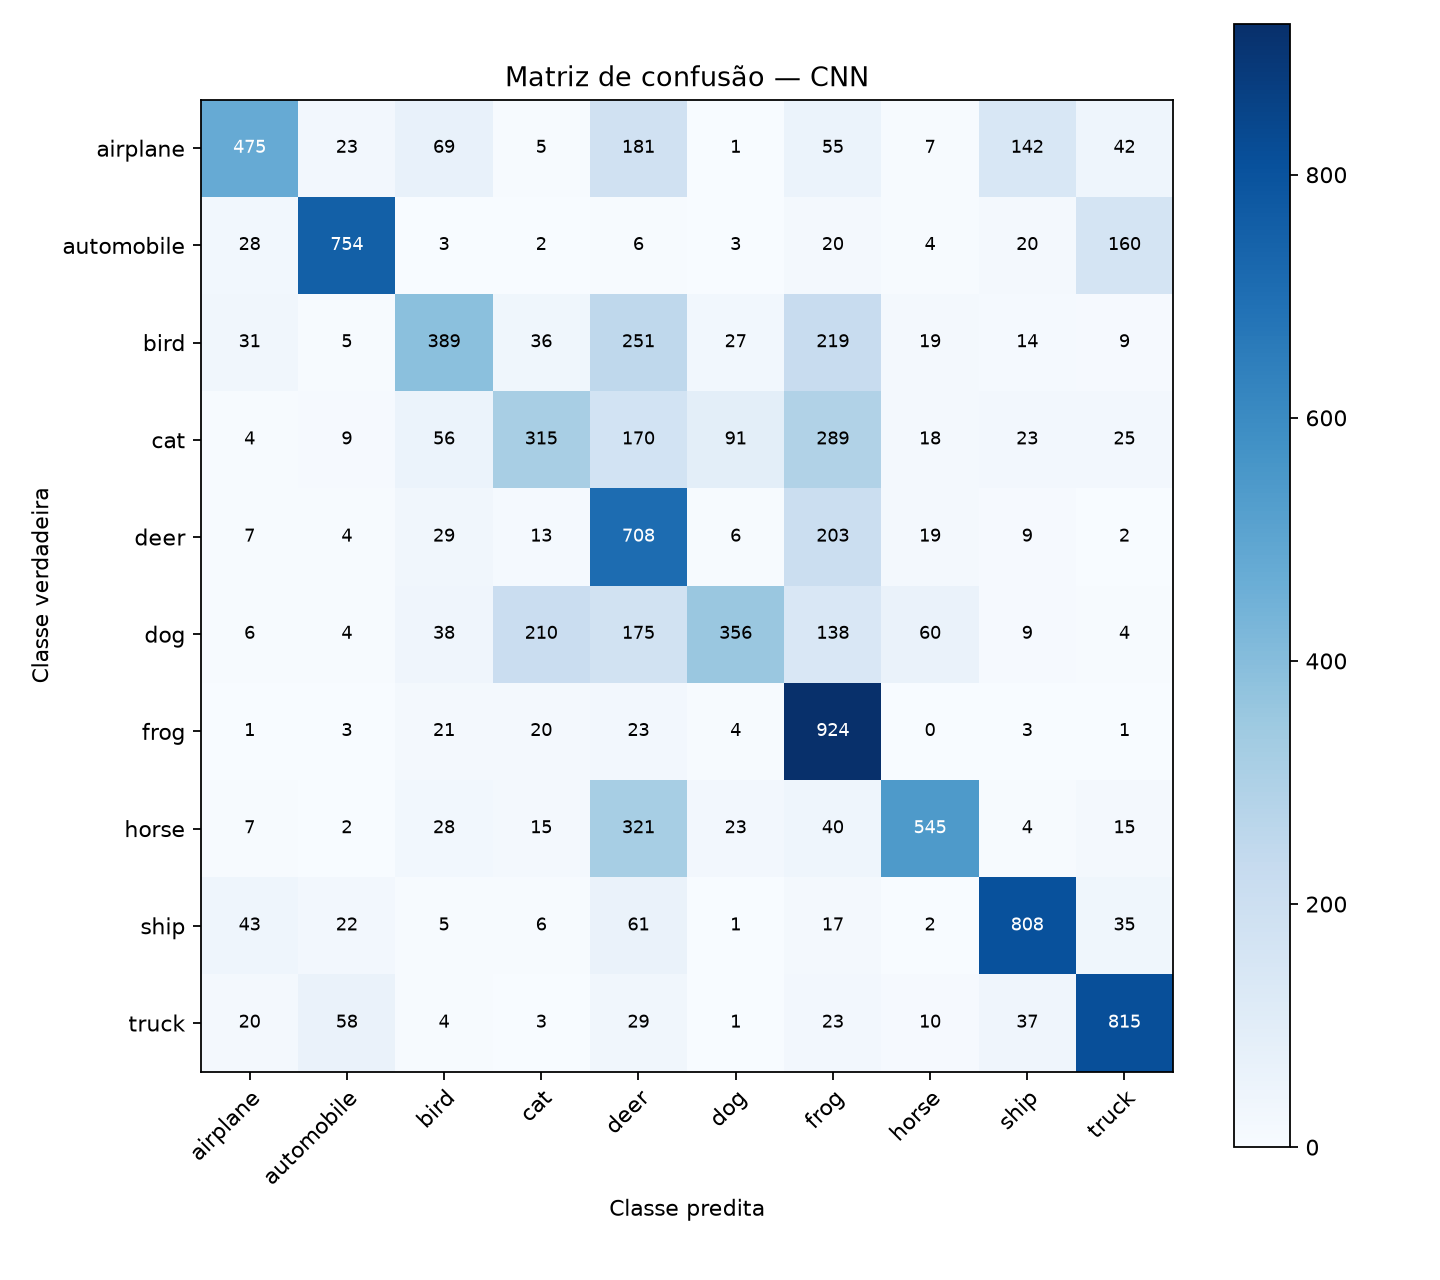 Matriz de confusão — CNN
airplane 475 23 69 5 181 1 55 7 142 42
automobile 28 754 3 2 6 3 20 4 20 160
bird 31 5 389 36 251 27 219 19 14 9
cat 4 9 56 315 170 91 289 18 23 25
deer 7 4 29 13 708 6 203 19 9 2
dog 6 4 38 210 175 356 138 60 9 4
frog 1 3 21 20 23 4 924 0 3 1
horse 7 2 28 15 321 23 40 545 4 15
ship 43 22 5 6 61 1 17 2 808 35
truck 20 58 4 3 29 1 23 10 37 815
airplane automobile bird cat deer dog frog horse ship truck
Classe predita
Classe verdadeira
800
600
400
200
0